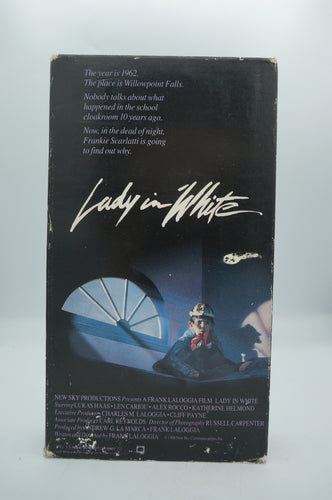 The year is 1962.
The place is Willowpoint Falls.
Nobody talks about what
happened in the school
cloakroom 10 years ago.
Now, in the dead of night,
Frankie Scarlatti is going
to find out why.
Lady in White
NEW SKY PRODUCTIONS Presents A FRANK LALOGGIA FILM LADY IN WHITE
Starring LUKAS HAAS • LEN CARIOU • ALEX ROCCO • KATHERINE HELMOND
Executive Producers CHARLES M. LALOGGIA • CLIFF PAYNE
Associate Producer CARL REYNOLDS Director of Photography RUSSELL CARPENTER
Produced by ANDREW G. LA MARCA • FRANK LALOGGIA
Written and Directed by FRANK LALOGGIA